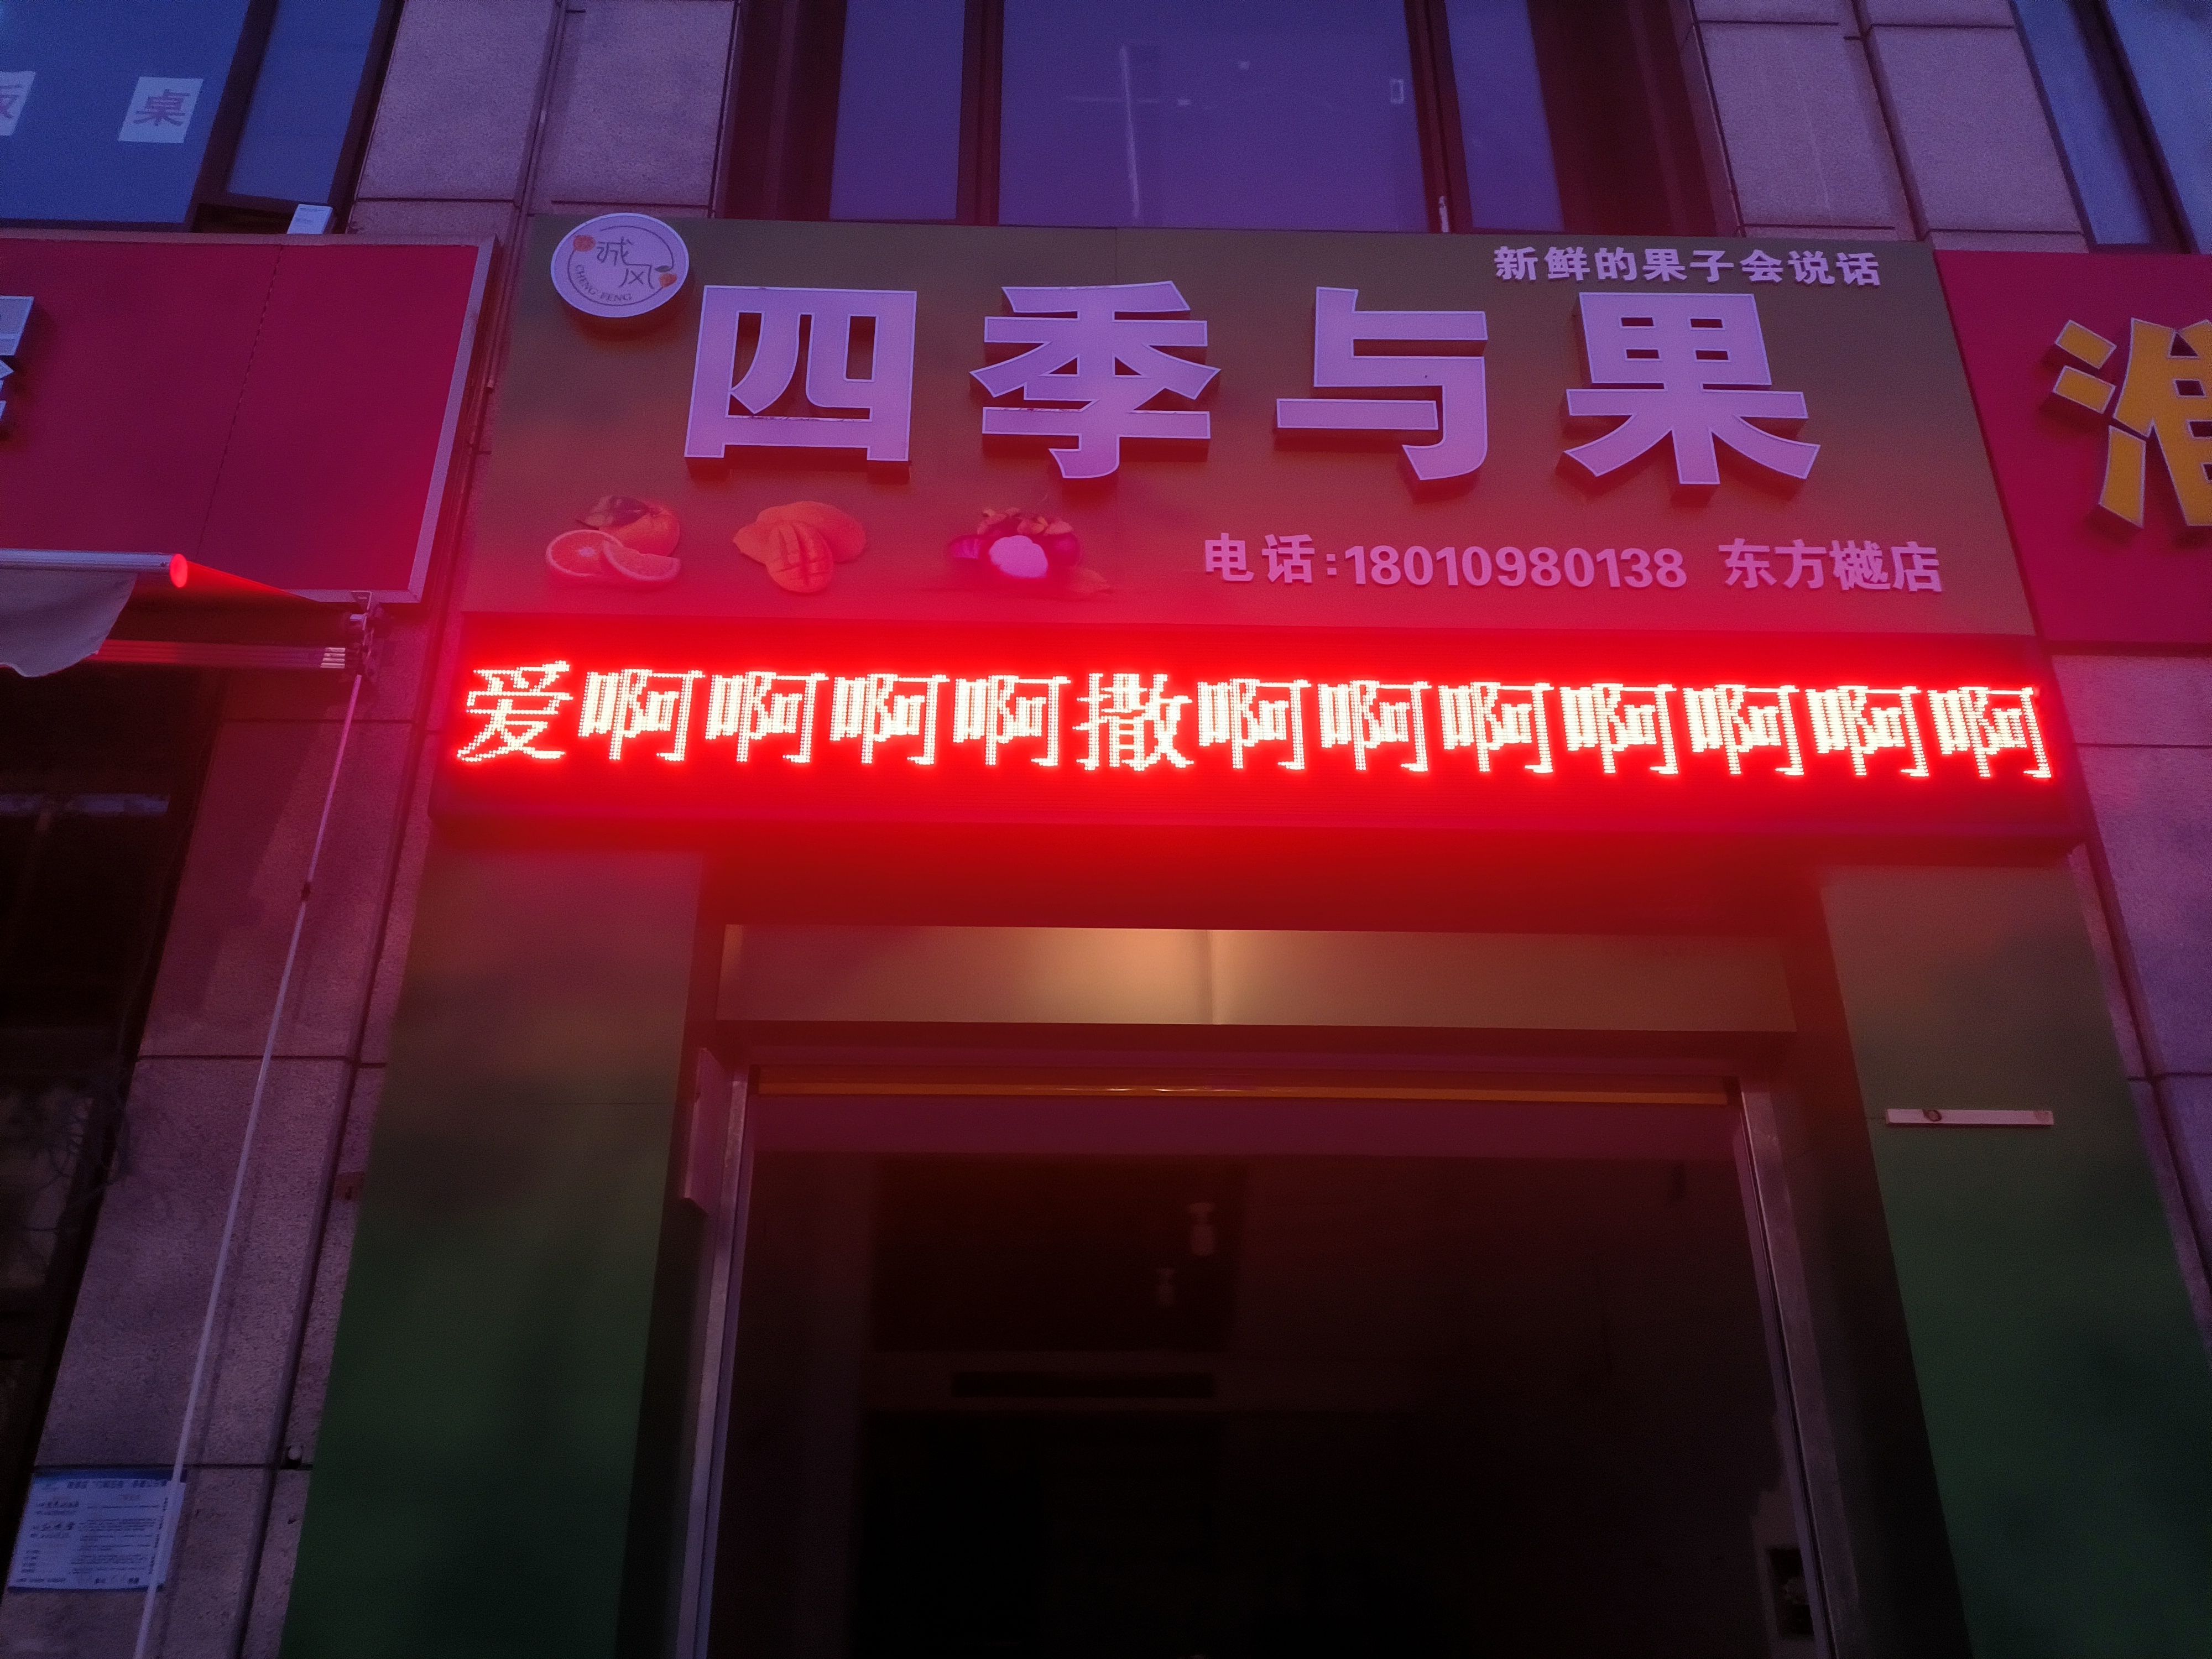 桌
诚风
CHENG FENG
新鲜的果子会说话
四季与果
电话:18010980138 东方樾店
爱啊啊啊啊撒啊啊啊啊啊啊啊